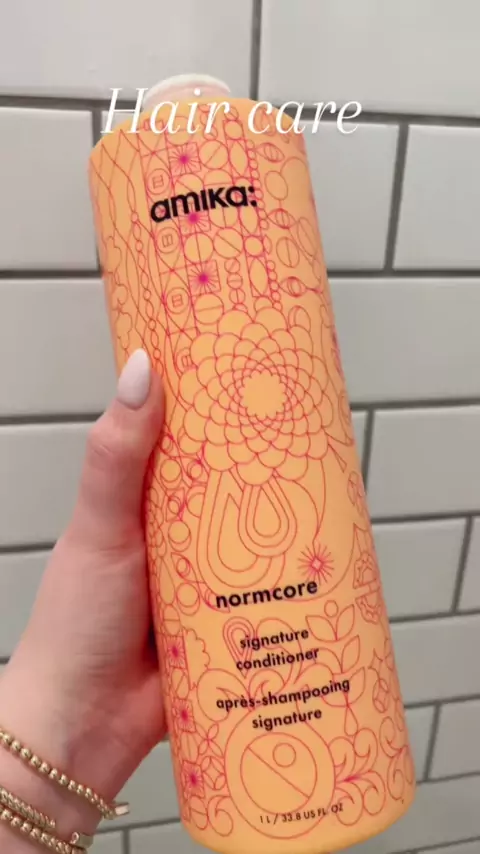 Hair care
amika:
normcore
signature
conditioner
après-shampooing
signature
1 L / 33.8 US FL OZ